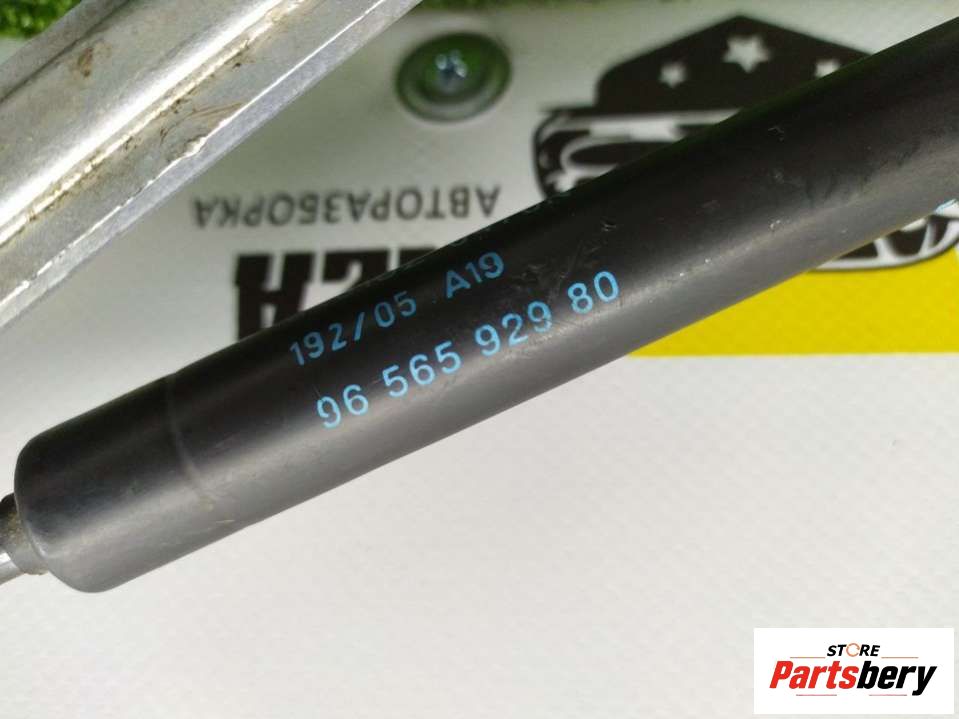 АВТОРАЗБОРКА
192/05 A19
96 565 929 80
STORE
Partsbery